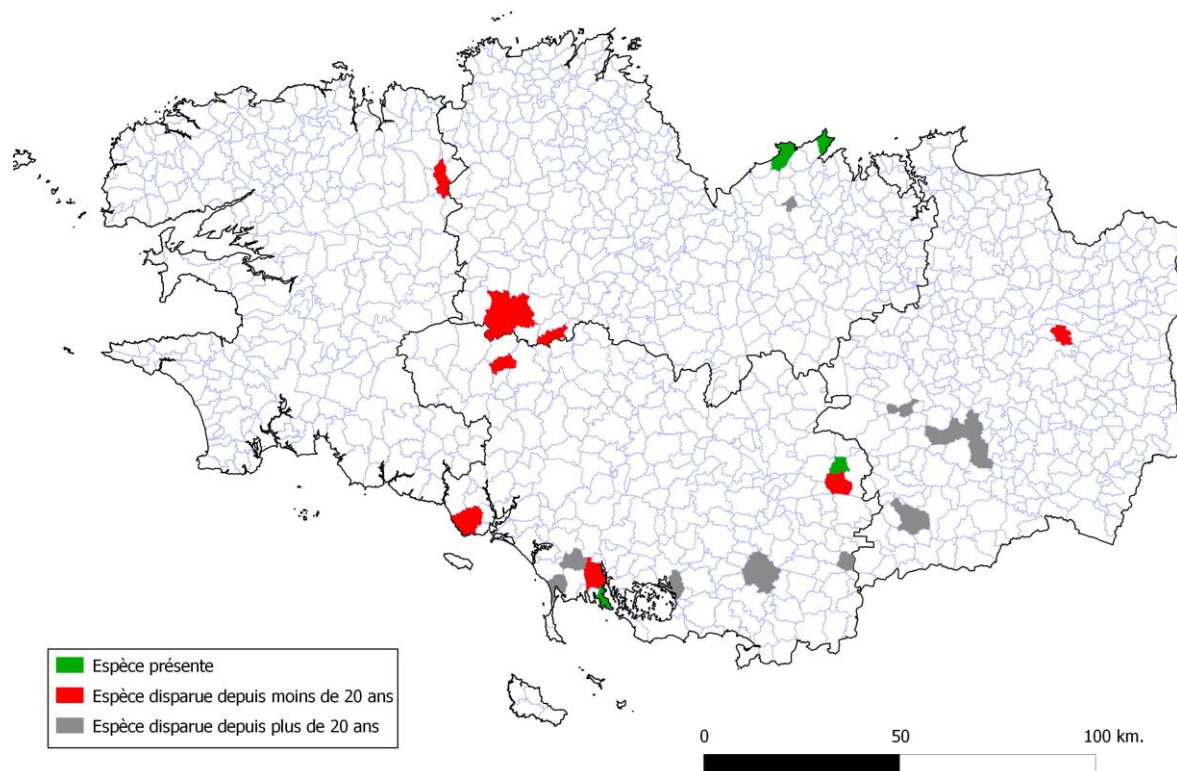 Espèce présente
Espèce disparue depuis moins de 20 ans
Espèce disparue depuis plus de 20 ans
0 50 100 km.